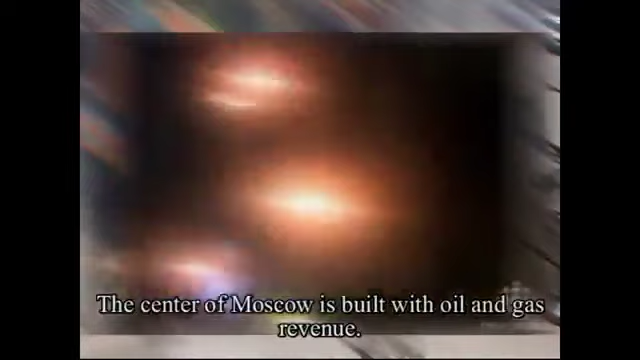 The center of Moscow is built with oil and gas
revenue.